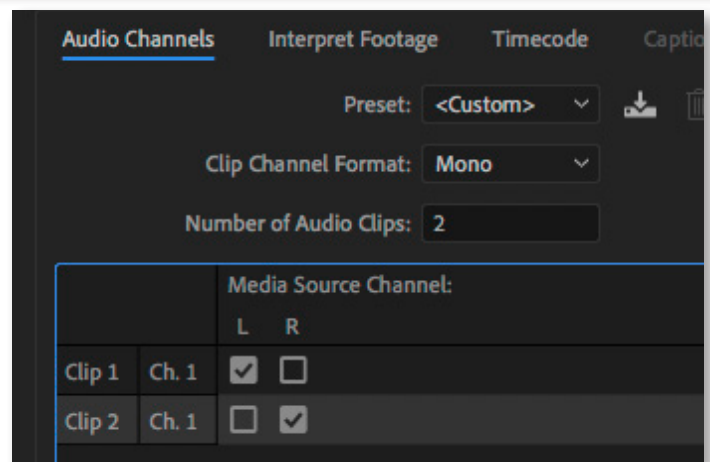 Audio Channels Interpret Footage Timecode
Preset: <Custom>
Clip Channel Format: Mono
Number of Audio Clips: 2
Media Source Channel:
L R
Clip 1 Ch. 1
Clip 2 Ch. 1